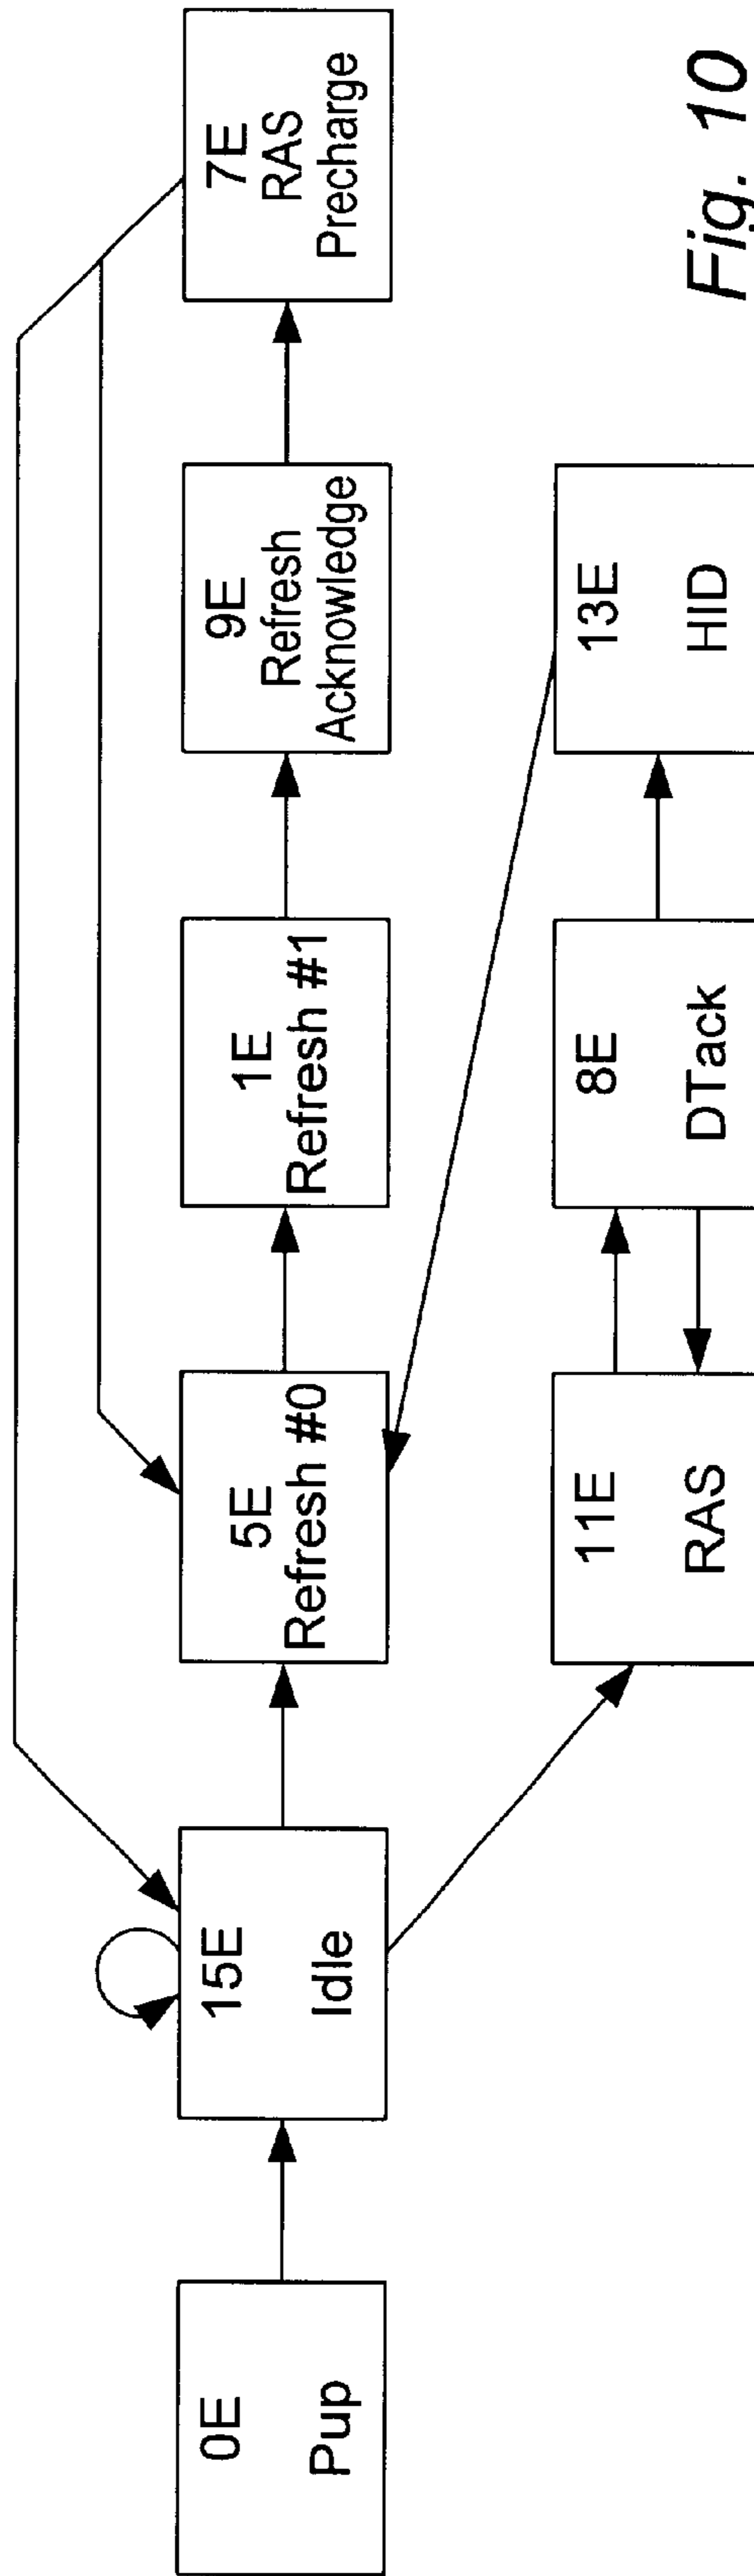 0E
Pup
15E
Idle
5E
Refresh #0
1E
Refresh #1
9E
Refresh
Acknowledge
7E
RAS
Precharge
11E
RAS
8E
DTack
13E
HID
Fig. 10